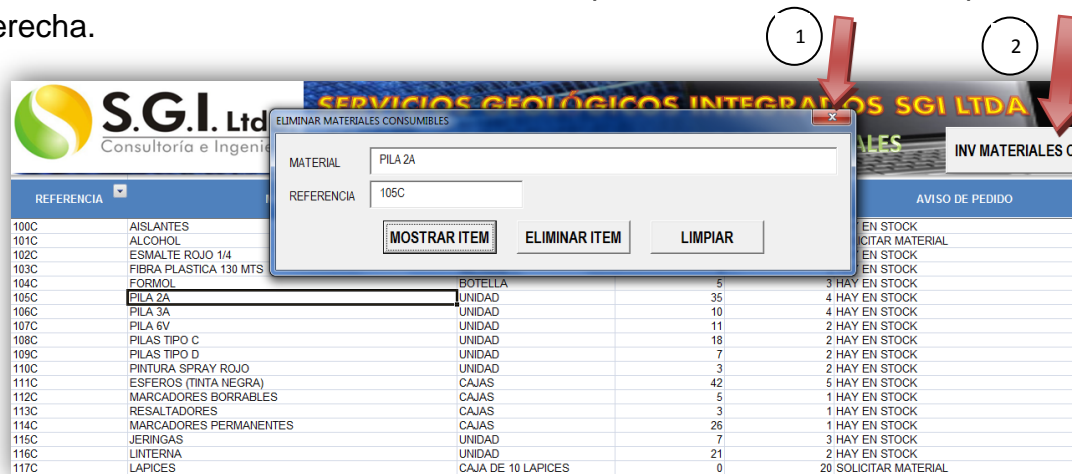 erecha.
1
2
S.G.I. Ltd
Consultoría e Ingenie
SERVICIOS GEOLÓGICOS INTEGRADOS SGI LTDA
ALES
INV MATERIALES C
ELIMINAR MATERIALES CONSUMIBLES
x
MATERIAL PILA 2A
REFERENCIA 105C
MOSTRAR ITEM ELIMINAR ITEM LIMPIAR
REFERENCIA AVISO DE PEDIDO
100C AISLANTES EN STOCK
101C ALCOHOL ICITAR MATERIAL
102C ESMALTE ROJO 1/4 EN STOCK
103C FIBRA PLASTICA 130 MTS EN STOCK
104C FORMOL BOTELLA 5 3 HAY EN STOCK
105C PILA 2A UNIDAD 35 4 HAY EN STOCK
106C PILA 3A UNIDAD 10 4 HAY EN STOCK
107C PILA 6V UNIDAD 11 2 HAY EN STOCK
108C PILAS TIPO C UNIDAD 18 2 HAY EN STOCK
109C PILAS TIPO D UNIDAD 7 2 HAY EN STOCK
110C PINTURA SPRAY ROJO UNIDAD 3 2 HAY EN STOCK
111C ESFEROS (TINTA NEGRA) CAJAS 42 5 HAY EN STOCK
112C MARCADORES BORRABLES CAJAS 5 1 HAY EN STOCK
113C RESALTADORES CAJAS 3 1 HAY EN STOCK
114C MARCADORES PERMANENTES CAJAS 26 1 HAY EN STOCK
115C JERINGAS UNIDAD 7 3 HAY EN STOCK
116C LINTERNA UNIDAD 21 2 HAY EN STOCK
117C LAPICES CAJA DE 10 LAPICES 0 20 SOLICITAR MATERIAL